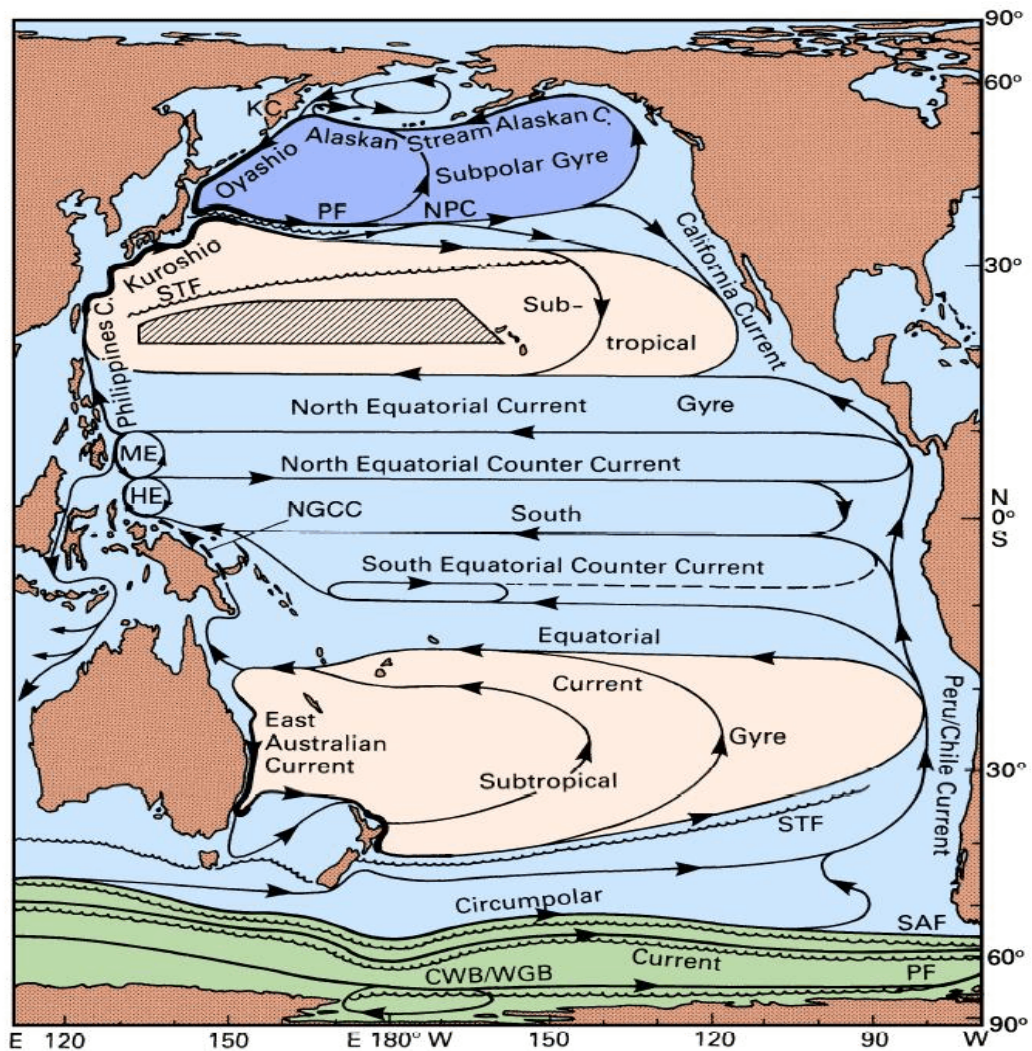 90°
60°
KC
Alaskan Stream
Alaskan C.
Oyashio
Subpolar Gyre
PF
NPC
California Current
30°
Kuroshio
STF
Philippines C.
Sub-
tropical
North Equatorial Current
Gyre
ME
North Equatorial Counter Current
HE
NGCC
South
N
0°
S
South Equatorial Counter Current
Equatorial
Current
East
Australian
Current
Gyre
Subtropical
Peru/Chile Current
30°
STF
Circumpolar
SAF
Current
60°
CWB/WGB
PF
90°
E 120 150 E 180° W 150 120 90 W